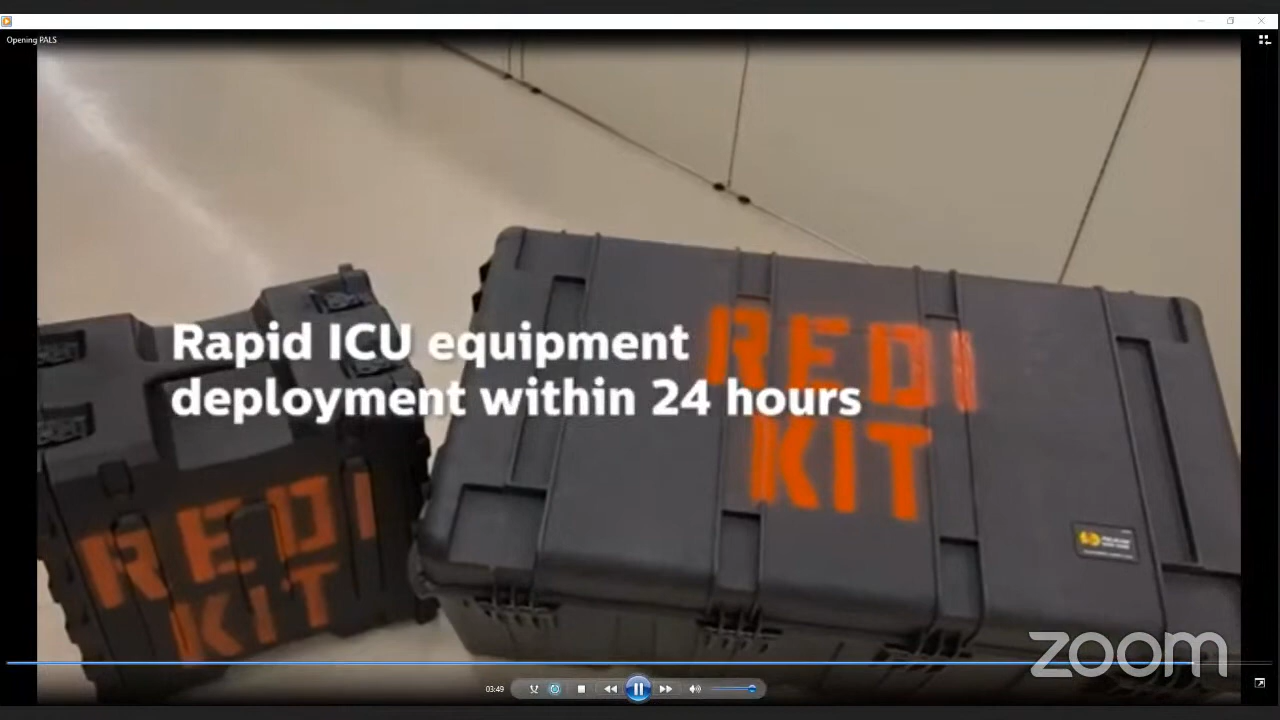 Opening PALS
Rapid ICU equipment
deployment within 24 hours
REDI
KIT
REDI
KIT
zoom
03:49